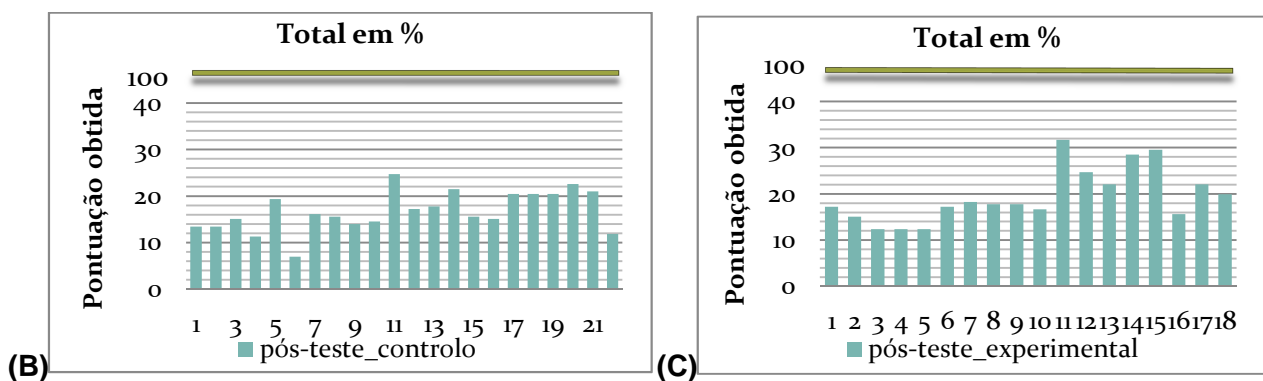 Total em %
Pontuação obtida
100
40
30
20
10
0
1 3 5 7 9 11 13 15 17 19 21
pós-teste_controlo
(B)
Total em %
Pontuação obtida
100
40
30
20
10
0
1 2 3 4 5 6 7 8 9 10 11 12 13 14 15 16 17 18
pós-teste_experimental
(C)